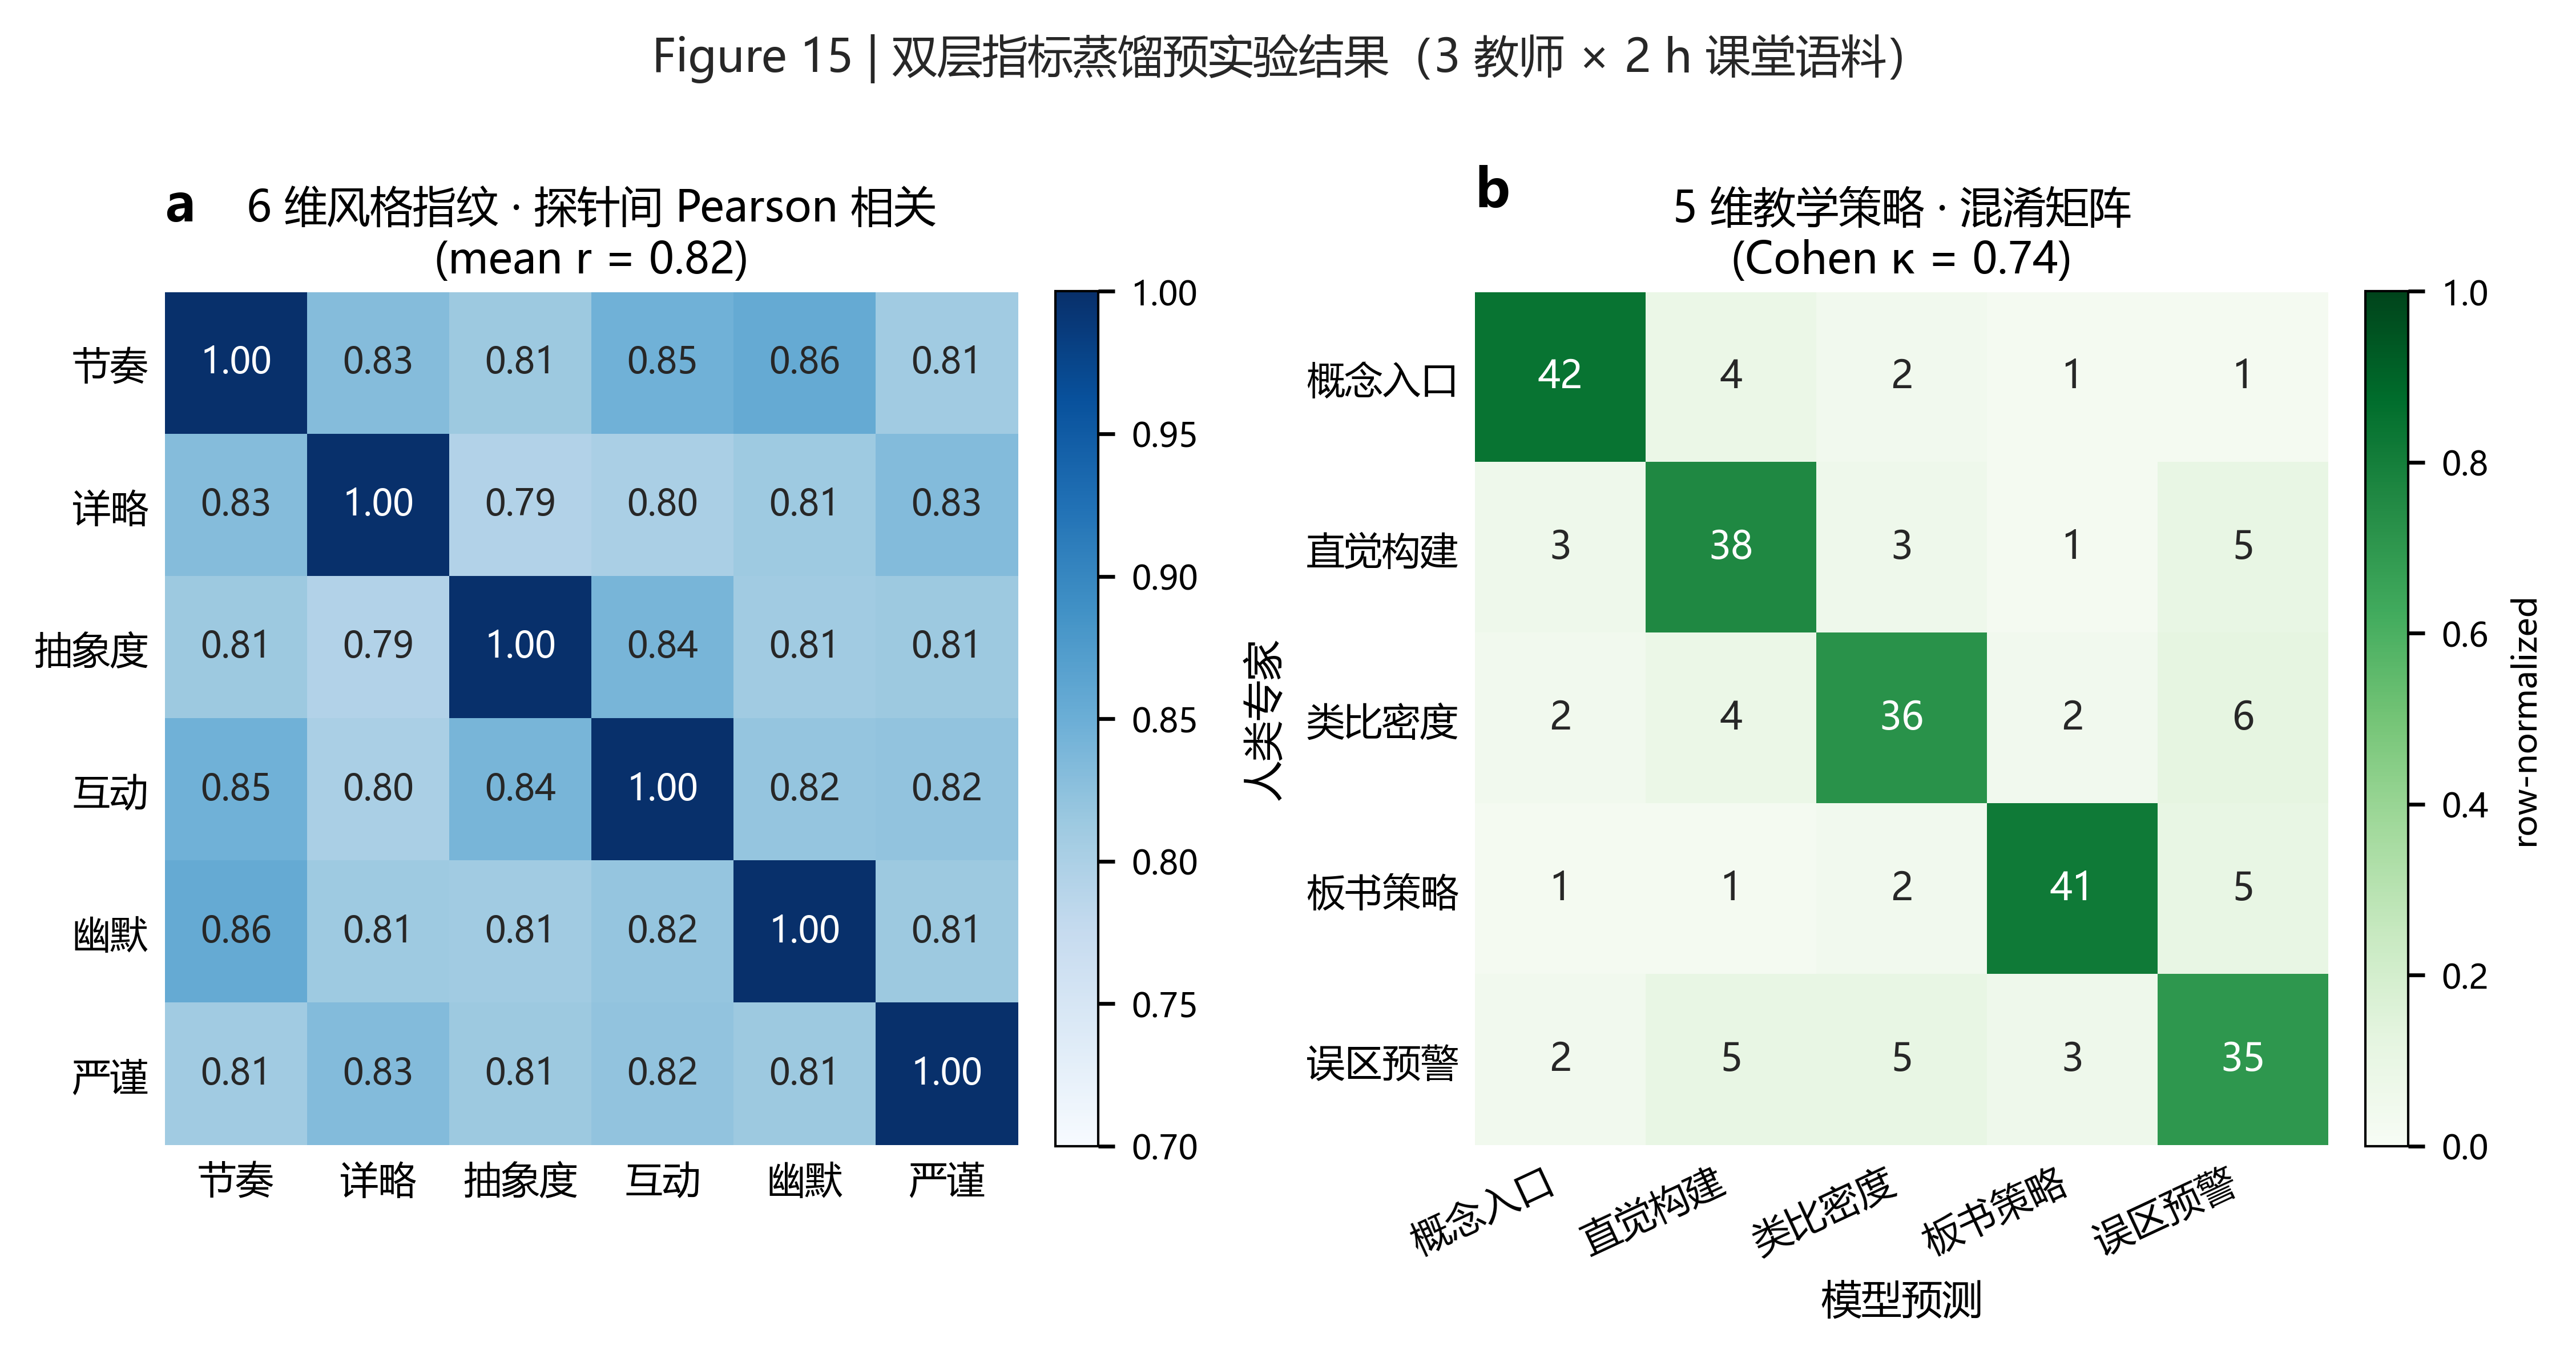 Figure 15 | 双层指标蒸馏预实验结果（3 教师 × 2 h 课堂语料）
a
6 维风格指纹 · 探针间 Pearson 相关
(mean r = 0.82)
节奏 1.00 0.83 0.81 0.85 0.86 0.81
详略 0.83 1.00 0.79 0.80 0.81 0.83
抽象度 0.81 0.79 1.00 0.84 0.81 0.81
互动 0.85 0.80 0.84 1.00 0.82 0.82
幽默 0.86 0.81 0.81 0.82 1.00 0.81
严谨 0.81 0.83 0.81 0.82 0.81 1.00
节奏 详略 抽象度 互动 幽默 严谨
1.00
0.95
0.90
0.85
0.80
0.75
0.70
b
5 维教学策略 · 混淆矩阵
(Cohen κ = 0.74)
人类专家
概念入口 42 4 2 1 1
直觉构建 3 38 3 1 5
类比密度 2 4 36 2 6
板书策略 1 1 2 41 5
误区预警 2 5 5 3 35
概念入口 直觉构建 类比密度 板书策略 误区预警
模型预测
1.0
0.8
0.6
0.4
0.2
0.0
row-normalized